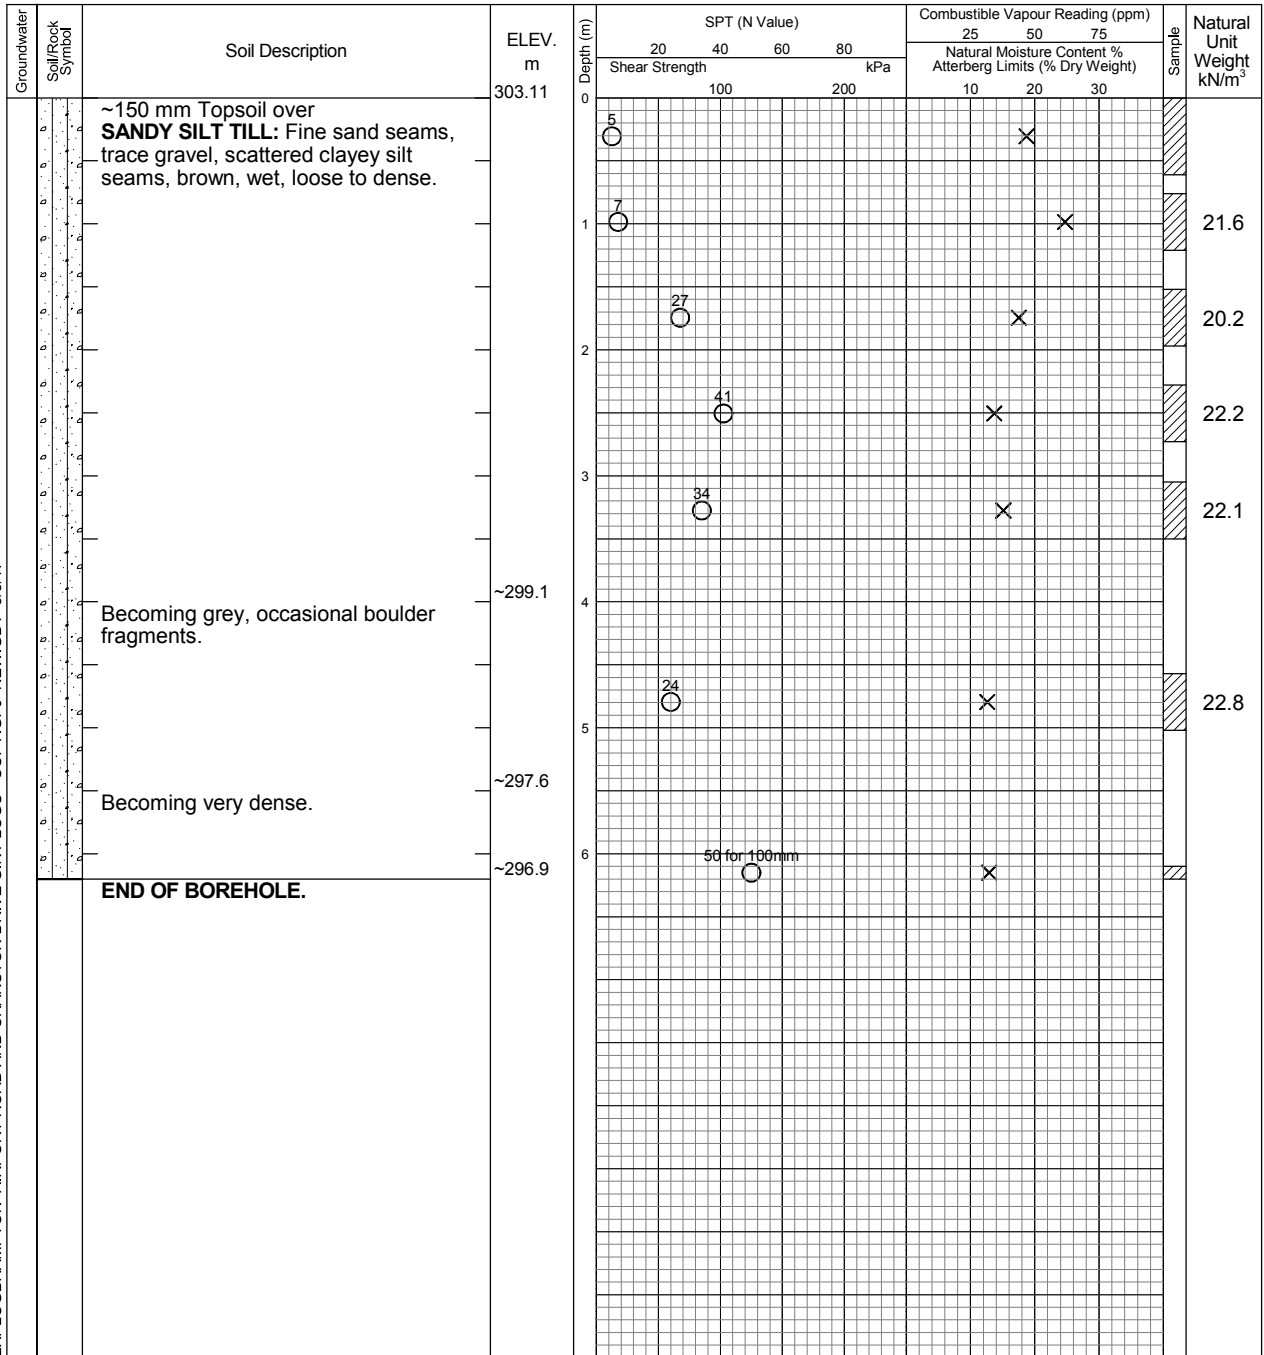 Groundwater
Soil/Rock
Symbol
Soil Description
ELEV.
m
303.11
Depth (m)
SPT (N Value)
20 40 60 80
Shear Strength kPa
100 200
Combustible Vapour Reading (ppm)
25 50 75
Natural Moisture Content %
Atterberg Limits (% Dry Weight)
10 20 30
Sample
Natural
Unit
Weight
kN/m³
0
~150 mm Topsoil over
SANDY SILT TILL: Fine sand seams,
trace gravel, scattered clayey silt
seams, brown, wet, loose to dense.
5
7
1
21.6
27
20.2
2
41
22.2
3
34
22.1
~299.1
4
Becoming grey, occasional boulder
fragments.
24
22.8
5
~297.6
Becoming very dense.
6
50 for 100mm
~296.9
END OF BOREHOLE.